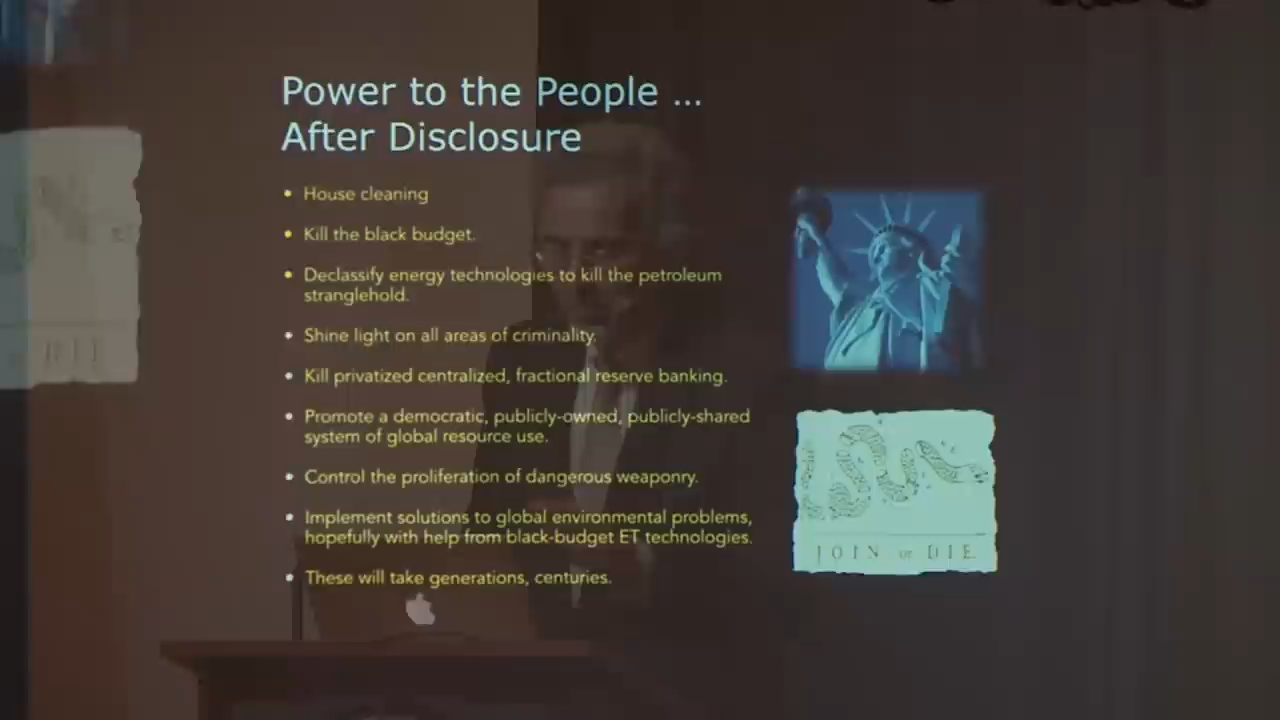 Power to the People ...
After Disclosure
• House cleaning
• Kill the black budget.
• Declassify energy technologies to kill the petroleum
stranglehold.
• Shine light on all areas of criminality.
• Kill privatized centralized, fractional reserve banking.
• Promote a democratic, publicly-owned, publicly-shared
system of global resource use.
• Control the proliferation of dangerous weaponry.
• Implement solutions to global environmental problems,
hopefully with help from black-budget ET technologies.
• These will take generations, centuries.
JOIN or DIE
DIE